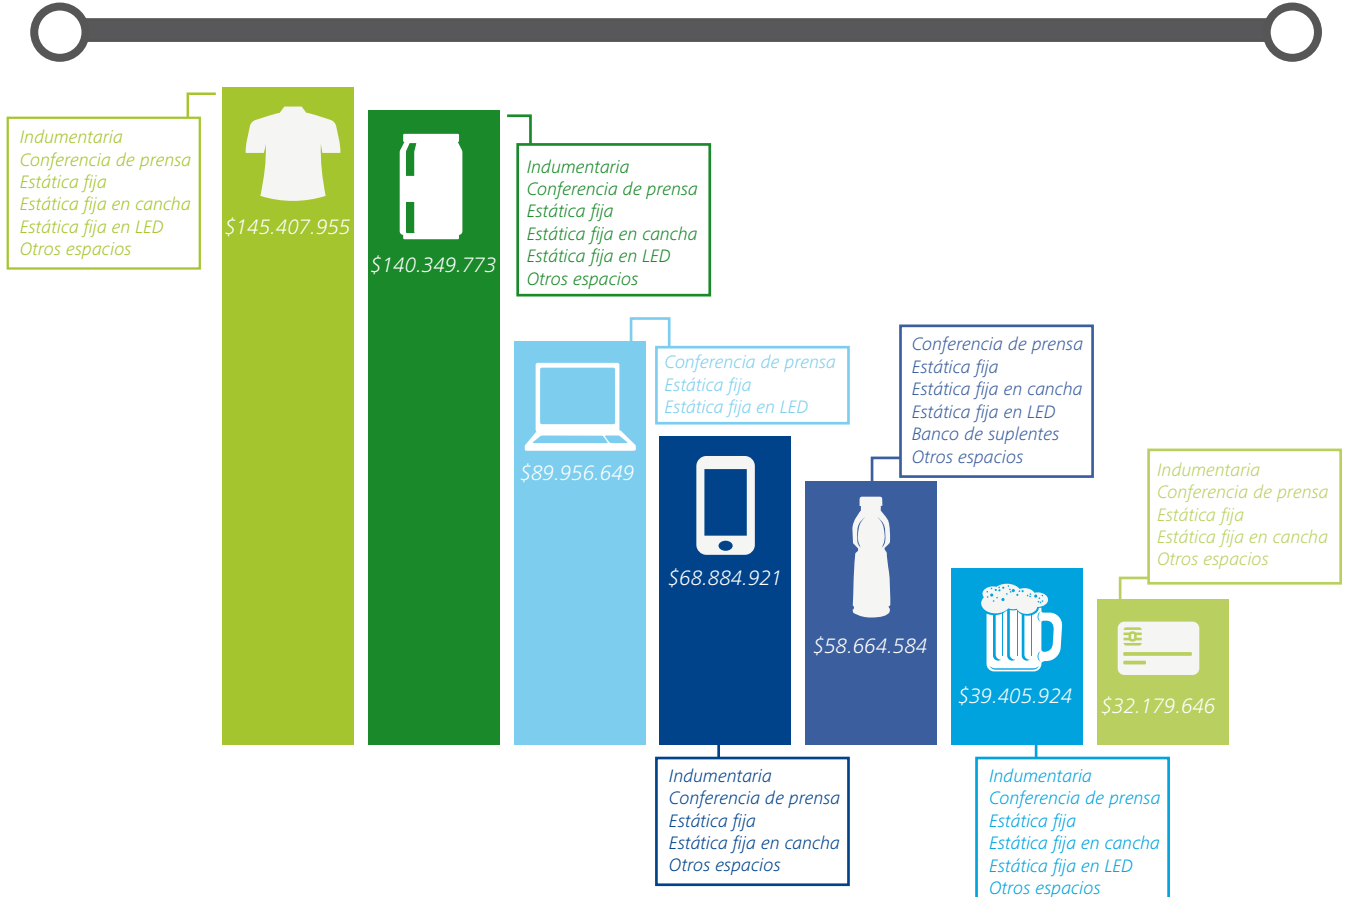 Indumentaria
Conferencia de prensa
Estática fija
Estática fija en cancha
Estática fija en LED
Otros espacios
$145.407.955
$140.349.773
Indumentaria
Conferencia de prensa
Estática fija
Estática fija en cancha
Estática fija en LED
Otros espacios
$89.956.649
Conferencia de prensa
Estática fija
Estática fija en LED
$68.884.921
Indumentaria
Conferencia de prensa
Estática fija
Estática fija en cancha
Otros espacios
Conferencia de prensa
Estática fija
Estática fija en cancha
Estática fija en LED
Banco de suplentes
Otros espacios
$58.664.584
$39.405.924
Indumentaria
Conferencia de prensa
Estática fija
Estática fija en cancha
Estática fija en LED
Otros espacios
Indumentaria
Conferencia de prensa
Estática fija
Estática fija en cancha
Otros espacios
$32.179.646